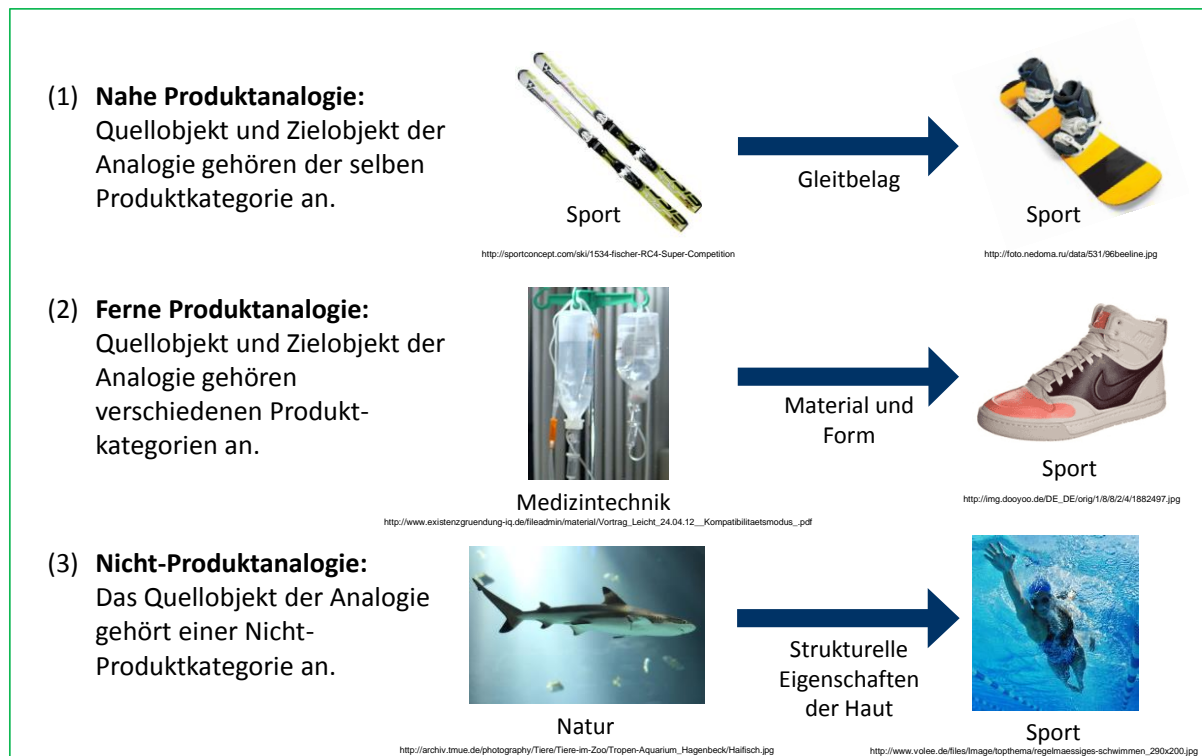 (1) Nahe Produktanalogie:
Quellobjekt und Zielobjekt der
Analogie gehören der selben
Produktkategorie an.
Sport
Gleitbelag
Sport
http://sportconcept.com/ski/1534-fischer-RC4-Super-Competition
http://foto.nedoma.ru/data/531/96beeline.jpg
(2) Ferne Produktanalogie:
Quellobjekt und Zielobjekt der
Analogie gehören
verschiedenen Produkt-
kategorien an.
Medizintechnik
Material und
Form
Sport
http://www.existenzgruendung-iq.de/fileadmin/material/Vortrag_Leicht_24.04.12__Kompatibilitaetsmodus_.pdf
http://img.dooyoo.de/DE_DE/orig/1/8/8/2/4/1882497.jpg
(3) Nicht-Produktanalogie:
Das Quellobjekt der Analogie
gehört einer Nicht-
Produktkategorie an.
Natur
Strukturelle
Eigenschaften
der Haut
Sport
http://archiv.tmue.de/photography/Tiere/Tiere-im-Zoo/Tropen-Aquarium_Hagenbeck/Haifisch.jpg
http://www.volee.de/files/Image/topthema/regelmaessiges-schwimmen_290x200.jpg